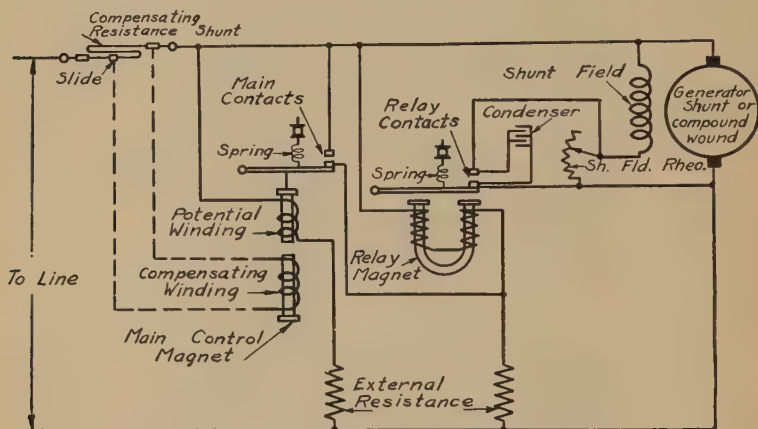 Compensating
Resistance Shunt
Slide
Main
Contacts
Spring
Potential
Winding
To Line
Compensating
Winding
Main Control
Magnet
Shunt Field
Relay
Contacts
Condenser
Spring
Sh. Fld. Rheo.
Generator
Shunt or
compound
wound
Relay
Magnet
External
Resistance